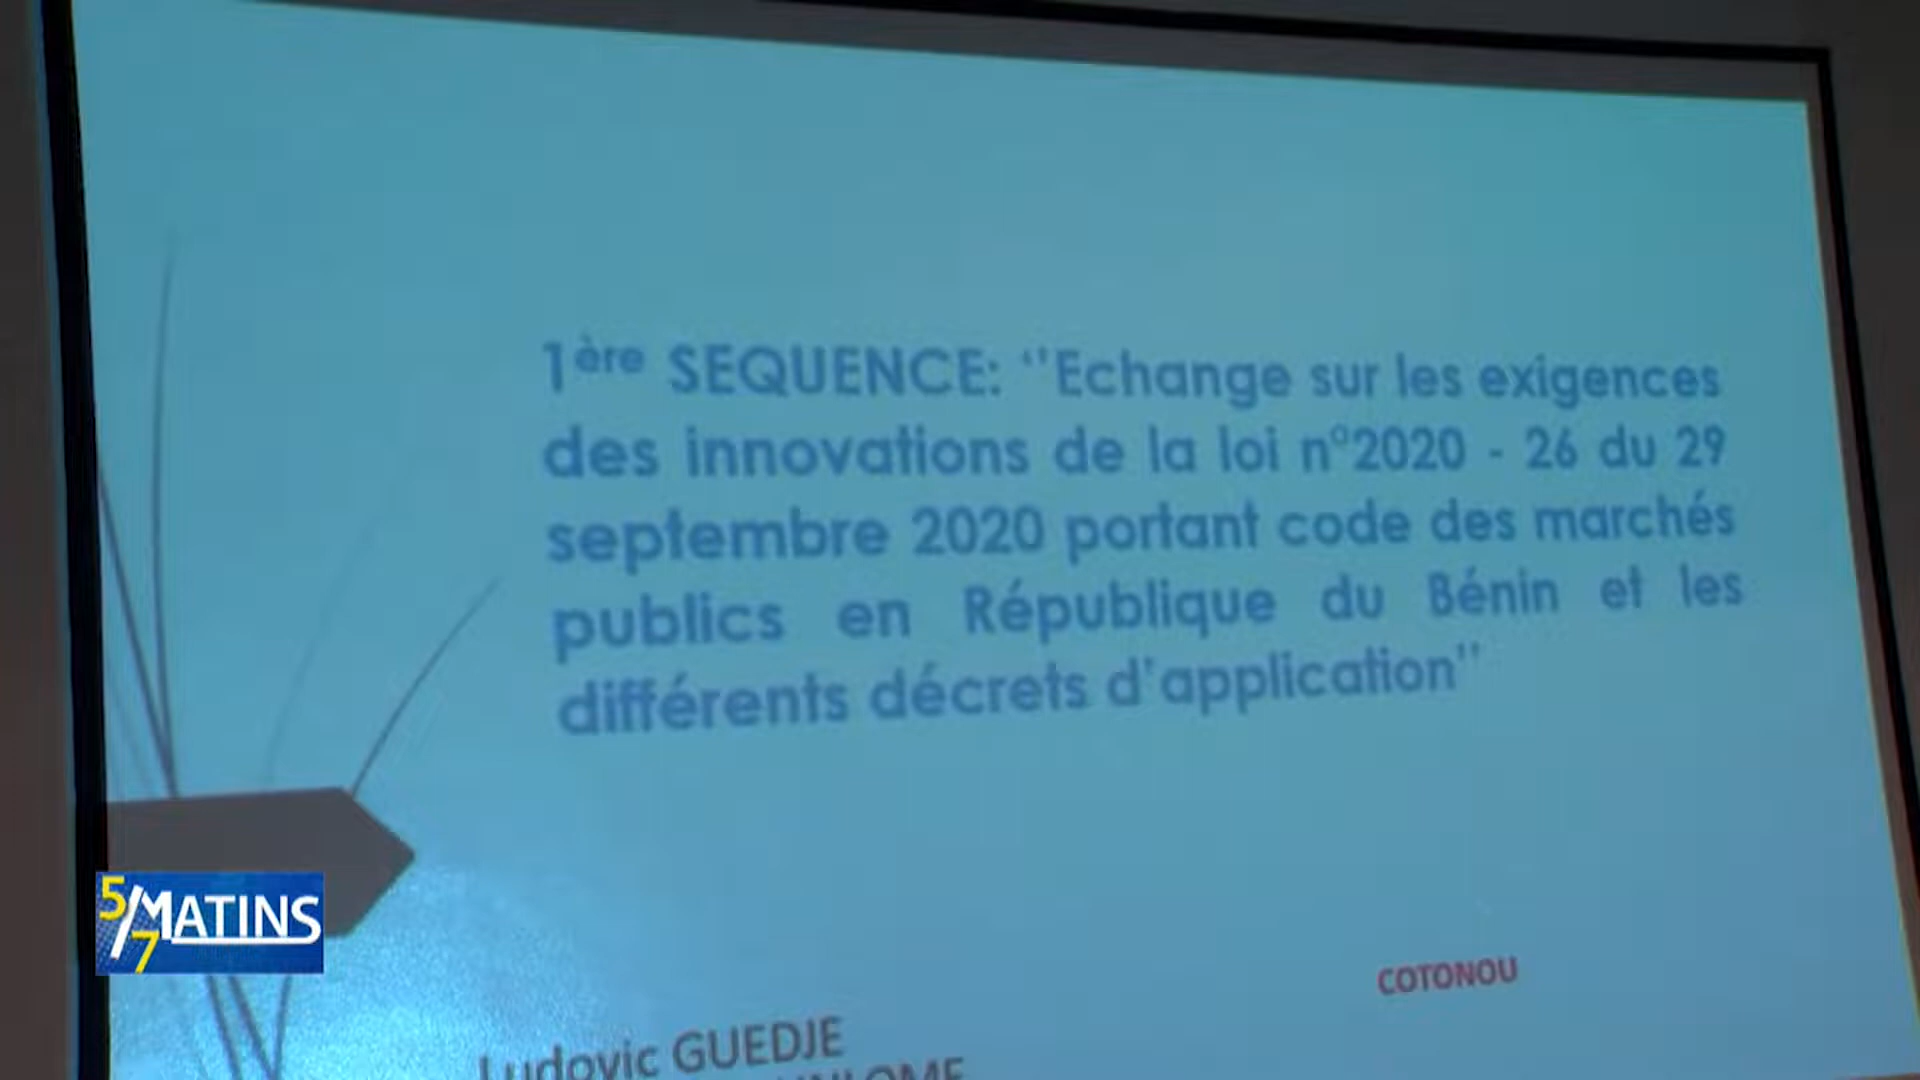 1ère SEQUENCE: ‘’Echange sur les exigences
des innovations de la loi n°2020 - 26 du 29
septembre 2020 portant code des marchés
publics en République du Bénin et les
différents décrets d'application’’
COTONOU
Ludovic GUEDJE
5/7 MATINS